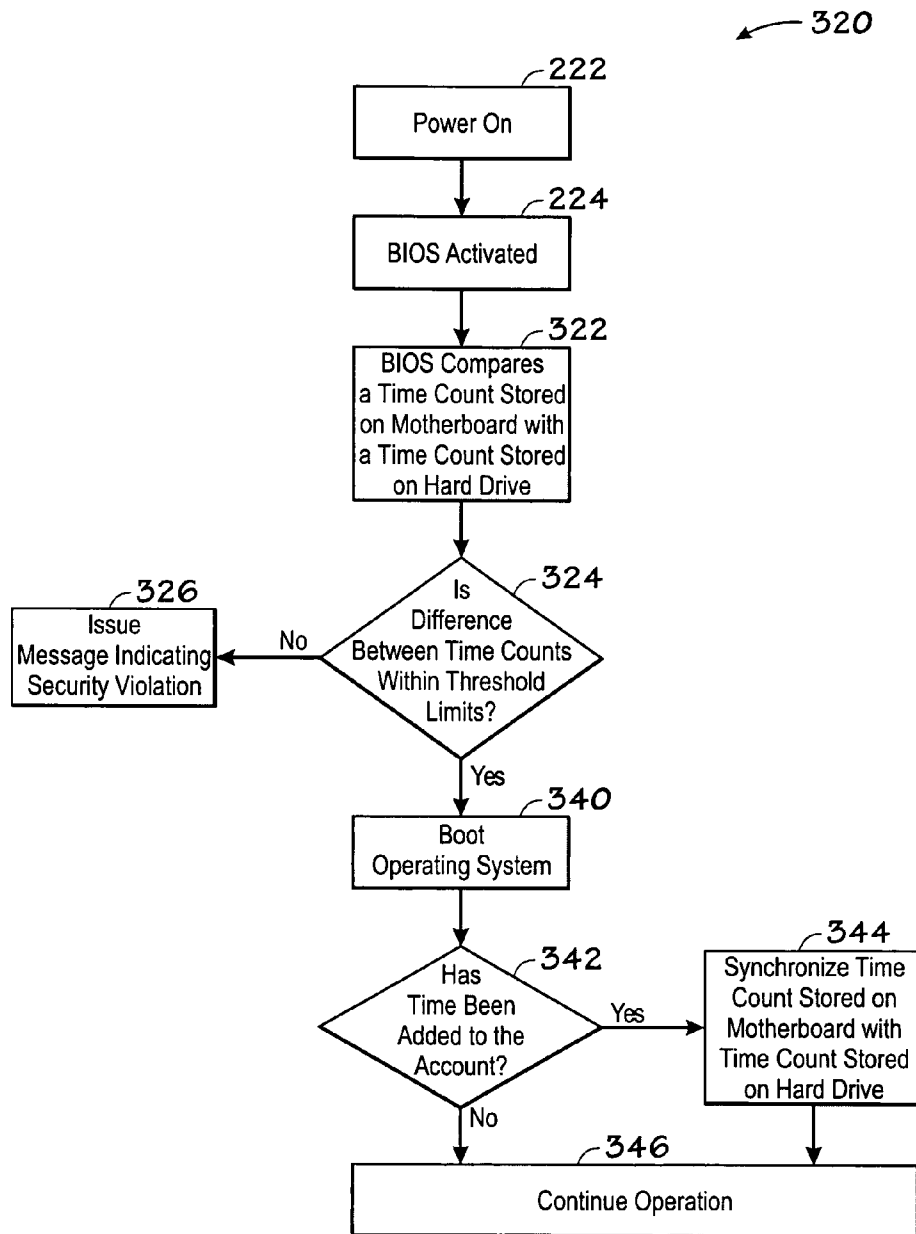 320
222
Power On
224
BIOS Activated
322
BIOS Compares
a Time Count Stored
on Motherboard with
a Time Count Stored
on Hard Drive
324
Is
Difference
Between Time Counts
Within Threshold
Limits?
No
326
Issue
Message Indicating
Security Violation
Yes
340
Boot
Operating System
342
Has
Time Been
Added to the
Account?
Yes
344
Synchronize Time
Count Stored on
Motherboard with
Time Count Stored
on Hard Drive
No
346
Continue Operation